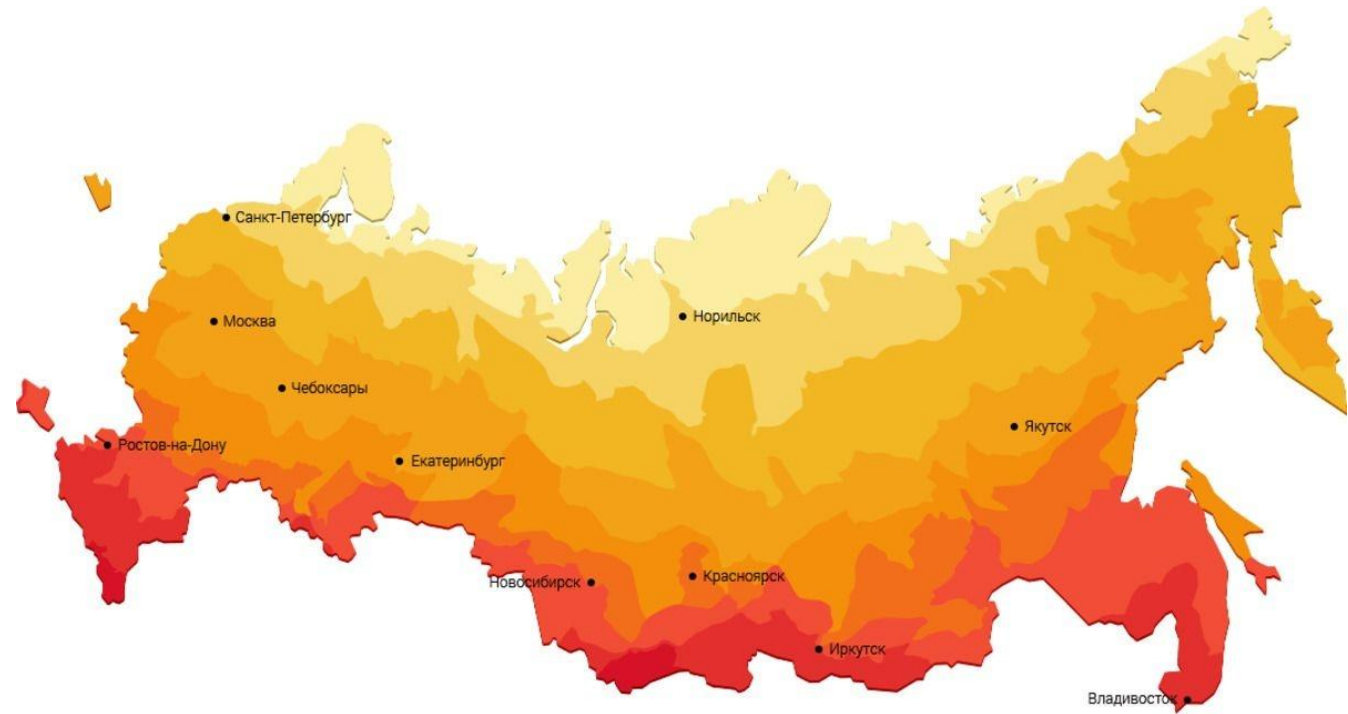 Санкт-Петербург
Москва
Норильск
Чебоксары
Якутск
Ростов-на-Дону
Екатеринбург
Красноярск
Новосибирск
Иркутск
Владивосток